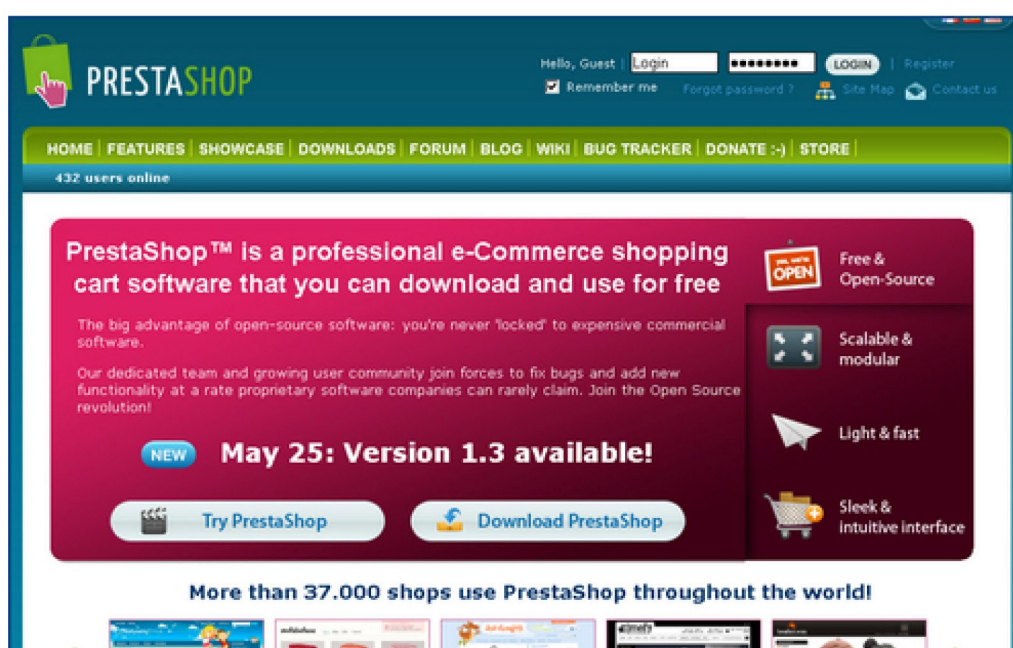 PRESTASHOP
Hello, Guest | Login ••••••••• LOGIN | Register
Remember me Forgot password ? Site Map Contact us
HOME | FEATURES | SHOWCASE | DOWNLOADS | FORUM | BLOG | WIKI | BUG TRACKER | DONATE :-) | STORE |
432 users online
PrestaShop™ is a professional e-Commerce shopping
cart software that you can download and use for free
The big advantage of open-source software: you're never 'locked' to expensive commercial
software.
Our dedicated team and growing user community join forces to fix bugs and add new
functionality at a rate proprietary software companies can rarely claim. Join the Open Source
revolution!
NEW May 25: Version 1.3 available!
Try PrestaShop Download PrestaShop
OPEN
Free &
Open-Source
Scalable &
modular
Light & fast
Sleek &
intuitive interface
More than 37.000 shops use PrestaShop throughout the world!